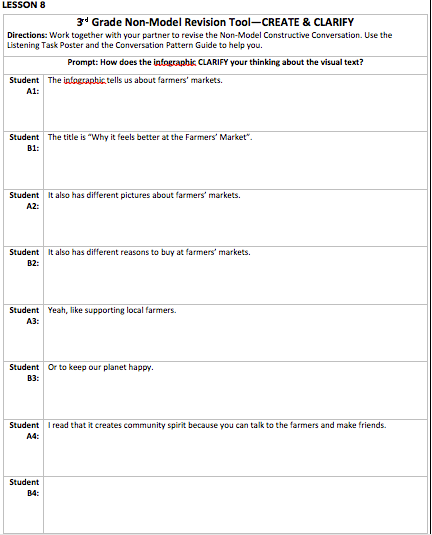 LESSON 8
3rd Grade Non-Model Revision Tool—CREATE & CLARIFY
Directions: Work together with your partner to revise the Non-Model Constructive Conversation. Use the
Listening Task Poster and the Conversation Pattern Guide to help you.
Prompt: How does the infographic CLARIFY your thinking about the visual text?
Student A1: The infographic tells us about farmers' markets.
Student B1: The title is "Why it feels better at the Farmers' Market".
Student A2: It also has different pictures about farmers' markets.
Student B2: It also has different reasons to buy at farmers' markets.
Student A3: Yeah, like supporting local farmers.
Student B3: Or to keep our planet happy.
Student A4: I read that it creates community spirit because you can talk to the farmers and make friends.
Student B4: